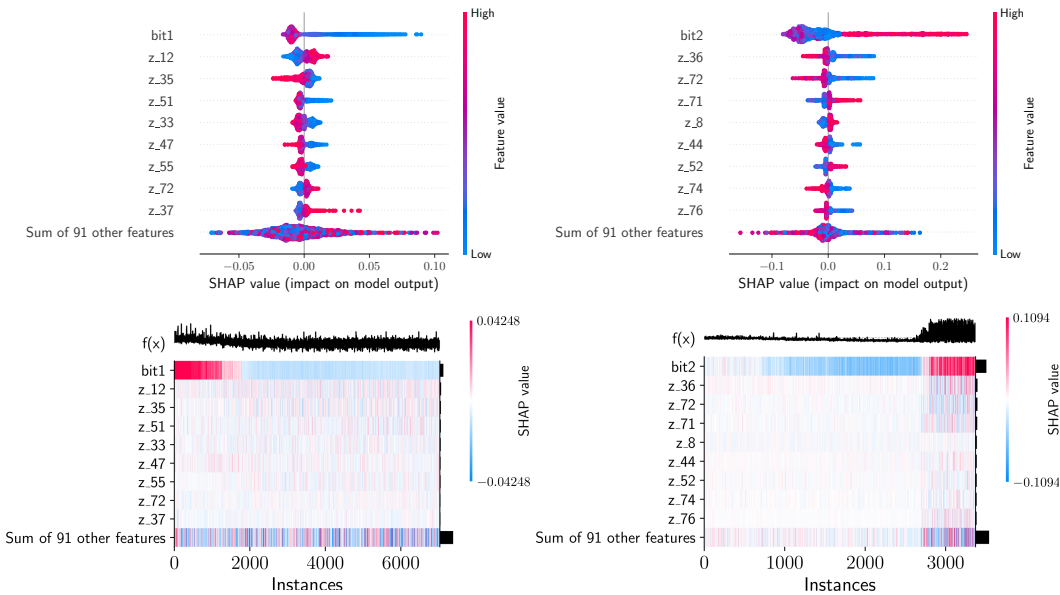 High
bit1
z_12
z_35
z_51
z_33
z_47
z_55
z_72
z_37
Sum of 91 other features
Low
Feature value
−0.05 0.00 0.05 0.10
SHAP value (impact on model output)
High
bit2
z_36
z_72
z_71
z_8
z_44
z_52
z_74
z_76
Sum of 91 other features
Low
Feature value
−0.1 0.0 0.1 0.2
SHAP value (impact on model output)
f(x)
bit1
z_12
z_35
z_51
z_33
z_47
z_55
z_72
z_37
Sum of 91 other features
0 2000 4000 6000
Instances
0.04248
SHAP value
−0.04248
f(x)
bit2
z_36
z_72
z_71
z_8
z_44
z_52
z_74
z_76
Sum of 91 other features
0 1000 2000 3000
Instances
0.1094
SHAP value
−0.1094